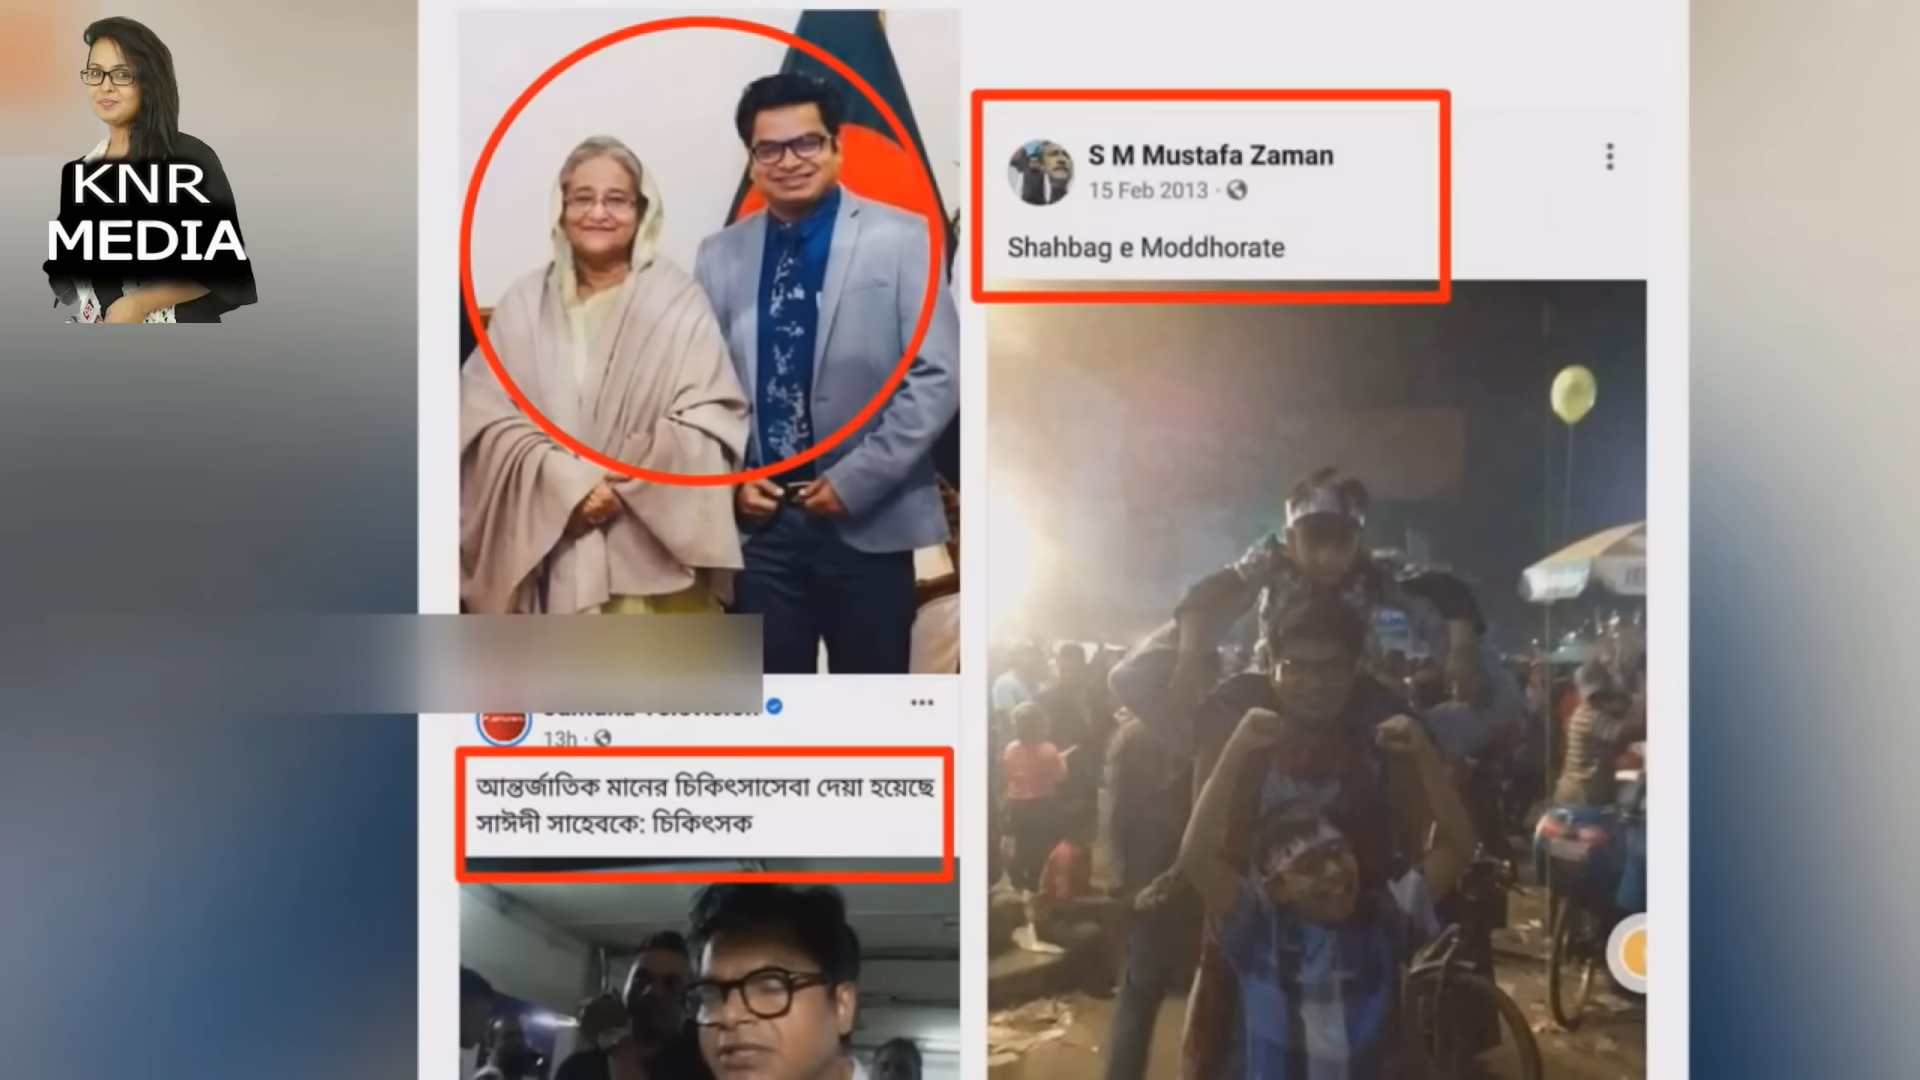 KNR
MEDIA
S M Mustafa Zaman
15 Feb 2013
Shahbag e Moddhorate
13h
আন্তর্জাতিক মানের চিকিৎসাসেবা দেয়া হয়েছে
সাঈদী সাহেবকে: চিকিৎসক